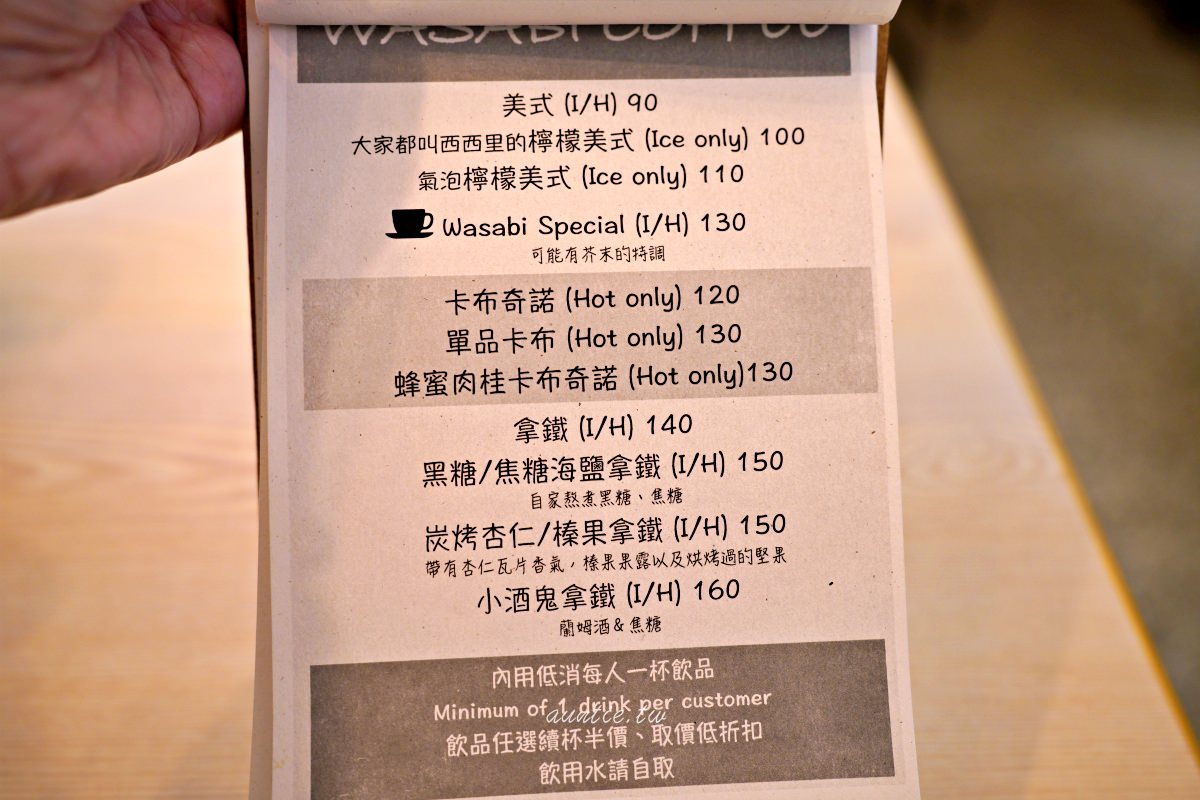 WASABI COFFEE
美式 (I/H) 90
大家都叫西西里的檸檬美式 (Ice only) 100
氣泡檸檬美式 (Ice only) 110
Wasabi Special (I/H) 130
可能有芥末的特調
卡布奇諾 (Hot only) 120
單品卡布 (Hot only) 130
蜂蜜肉桂卡布奇諾 (Hot only)130
拿鐵 (I/H) 140
黑糖/焦糖海鹽拿鐵 (I/H) 150
自家熬煮黑糖、焦糖
炭烤杏仁/榛果拿鐵 (I/H) 150
帶有杏仁瓦片香氣，榛果果露以及烘烤過的堅果
小酒鬼拿鐵 (I/H) 160
蘭姆酒&焦糖
內用低消每人一杯飲品
Minimum of 1 drink per customer
auntie.tw
飲品任選續杯半價、取價低折扣
飲用水請自取